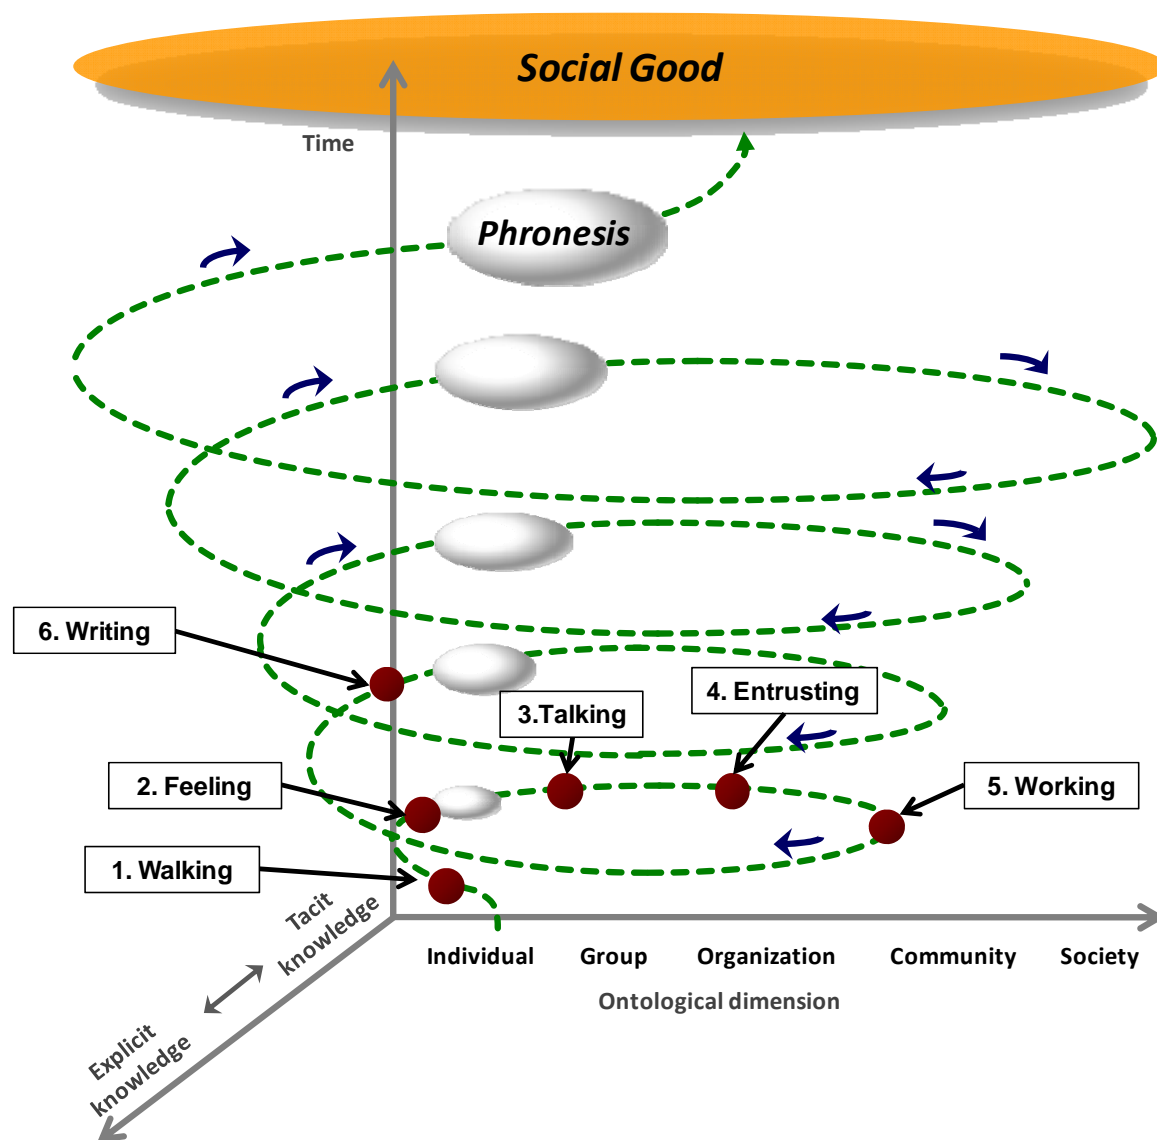 Social Good
Time
Phronesis
6. Writing
4. Entrusting
3.Talking
2. Feeling
5. Working
1. Walking
Tacit
knowledge
Explicit
knowledge
Individual Group Organization Community Society
Ontological dimension